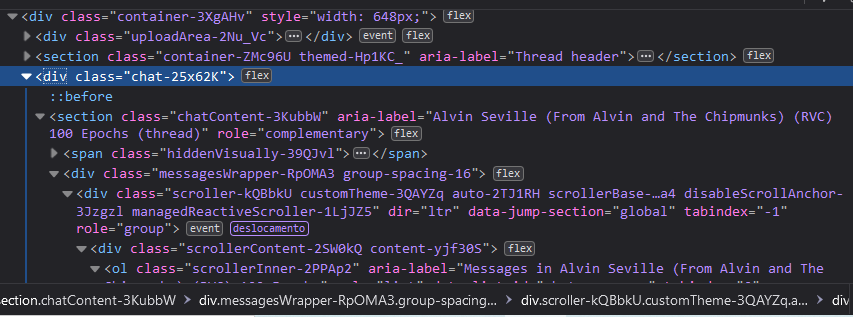 <div class="container-3XgAHv" style="width: 648px;"> flex
<div class="uploadArea-2Nu_Vc">…</div> event flex
<section class="container-ZMc96U themed-Hp1KC_" aria-label="Thread header">…</section> flex
<div class="chat-25x62K"> flex
::before
<section class="chatContent-3KubbW" aria-label="Alvin Seville (From Alvin and The Chipmunks) (RVC)
100 Epochs (thread)" role="complementary"> flex
<span class="hiddenVisually-39QJvl">…</span>
<div class="messagesWrapper-RpOMA3 group-spacing-16"> flex
<div class="scroller-kQBbkU customTheme-3QAYZq auto-2TJ1RH scrollerBase-…a4 disableScrollAnchor-
3Jzgzl managedReactiveScroller-1LjJZ5" dir="ltr" data-jump-section="global" tabindex="-1"
role="group"> event deslocamento
<div class="scrollerContent-2SW0kQ content-yjf30S"> flex
<ol class="scrollerInner-2PPAp2" aria-label="Messages in Alvin Seville (From Alvin and The
section.chatContent-3KubbW > div.messagesWrapper-RpOMA3.group-spacing… > div.scroller-kQBbkU.customTheme-3QAYZq.a… > div